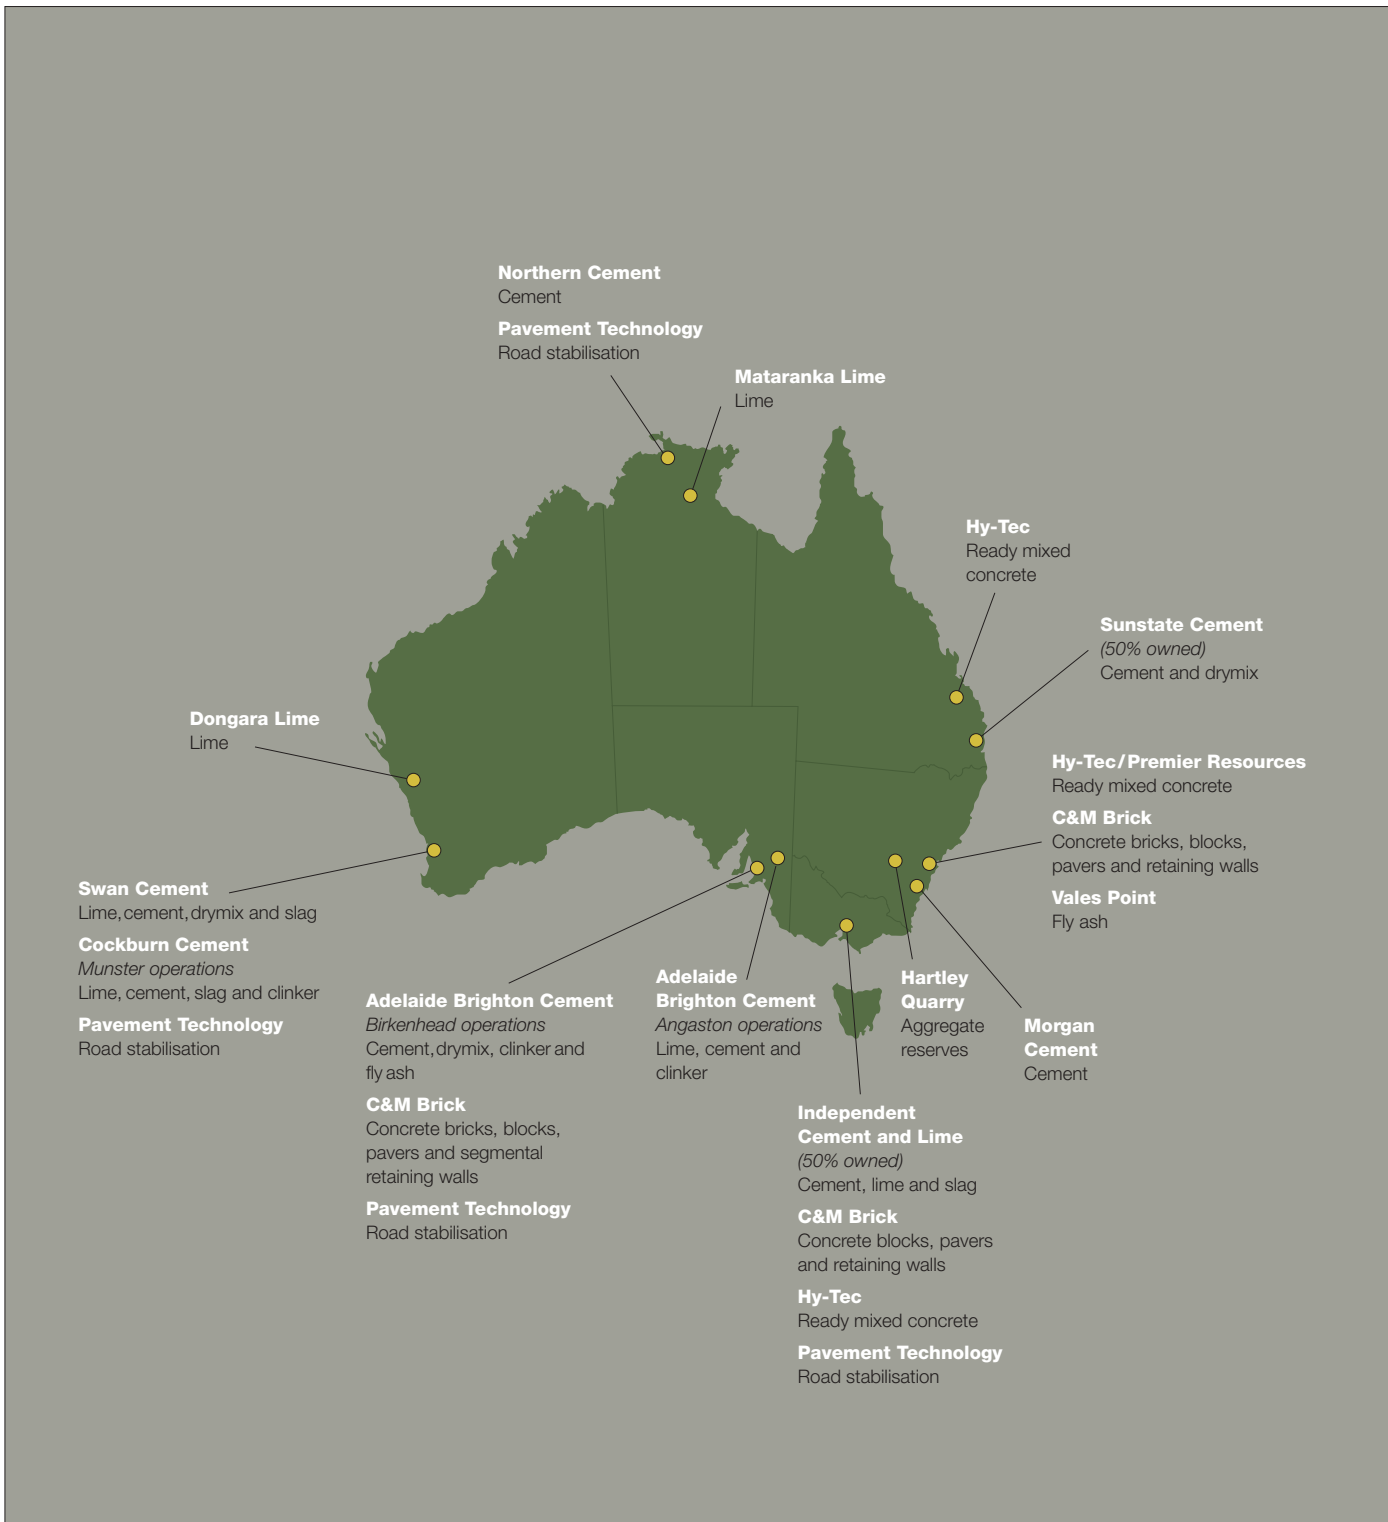 Northern Cement
Cement
Pavement Technology
Road stabilisation
Mataranka Lime
Lime
Hy-Tec
Ready mixed
concrete
Sunstate Cement
(50% owned)
Cement and drymix
Dongara Lime
Lime
Hy-Tec/Premier Resources
Ready mixed concrete
C&M Brick
Concrete bricks, blocks,
pavers and retaining walls
Vales Point
Fly ash
Swan Cement
Lime, cement, drymix and slag
Cockburn Cement
Munster operations
Lime, cement, slag and clinker
Pavement Technology
Road stabilisation
Adelaide Brighton Cement
Birkenhead operations
Cement, drymix, clinker and
fly ash
C&M Brick
Concrete bricks, blocks,
pavers and segmental
retaining walls
Pavement Technology
Road stabilisation
Adelaide
Brighton Cement
Angaston operations
Lime, cement and
clinker
Hartley
Quarry
Aggregate
reserves
Morgan
Cement
Cement
Independent
Cement and Lime
(50% owned)
Cement, lime and slag
C&M Brick
Concrete blocks, pavers
and retaining walls
Hy-Tec
Ready mixed concrete
Pavement Technology
Road stabilisation